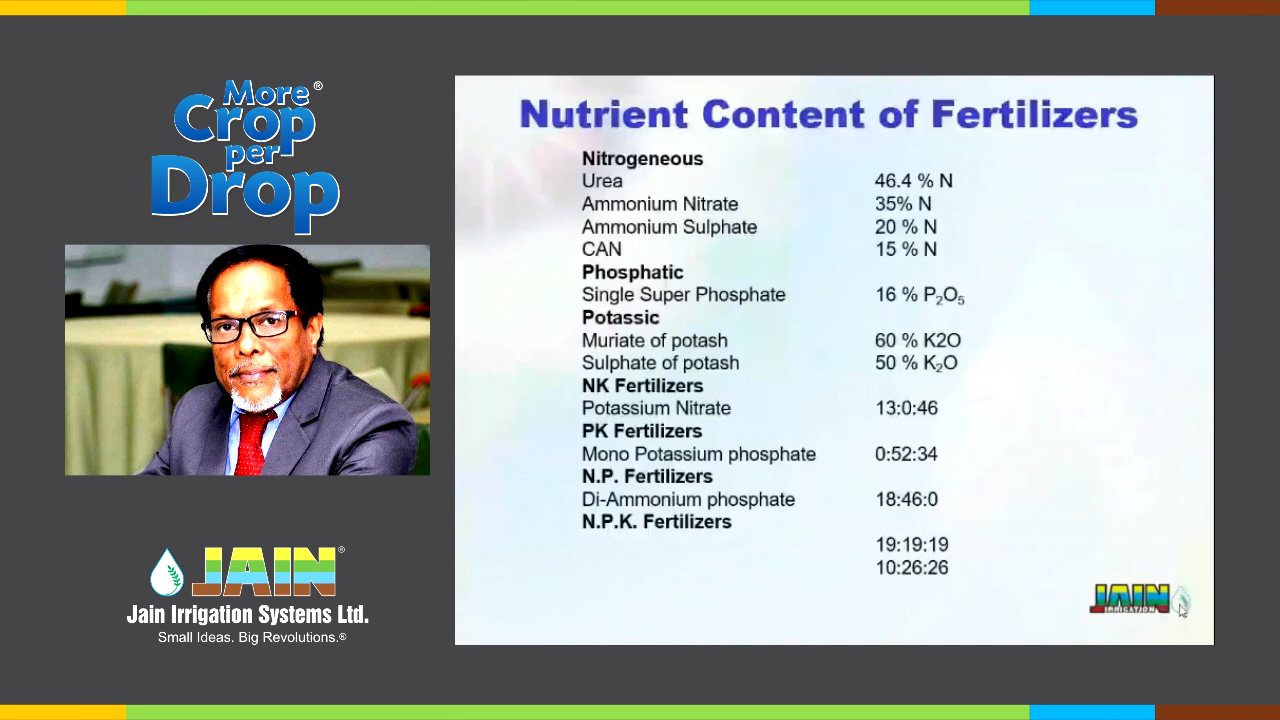 More®
Crop
per
Drop
JAIN®
Jain Irrigation Systems Ltd.
Small Ideas. Big Revolutions.®
Nutrient Content of Fertilizers
Nitrogeneous
Urea 46.4 % N
Ammonium Nitrate 35% N
Ammonium Sulphate 20 % N
CAN 15 % N
Phosphatic
Single Super Phosphate 16 % P₂O₅
Potassic
Muriate of potash 60 % K2O
Sulphate of potash 50 % K₂O
NK Fertilizers
Potassium Nitrate 13:0:46
PK Fertilizers
Mono Potassium phosphate 0:52:34
N.P. Fertilizers
Di-Ammonium phosphate 18:46:0
N.P.K. Fertilizers
19:19:19
10:26:26
JAIN
IRRIGATION